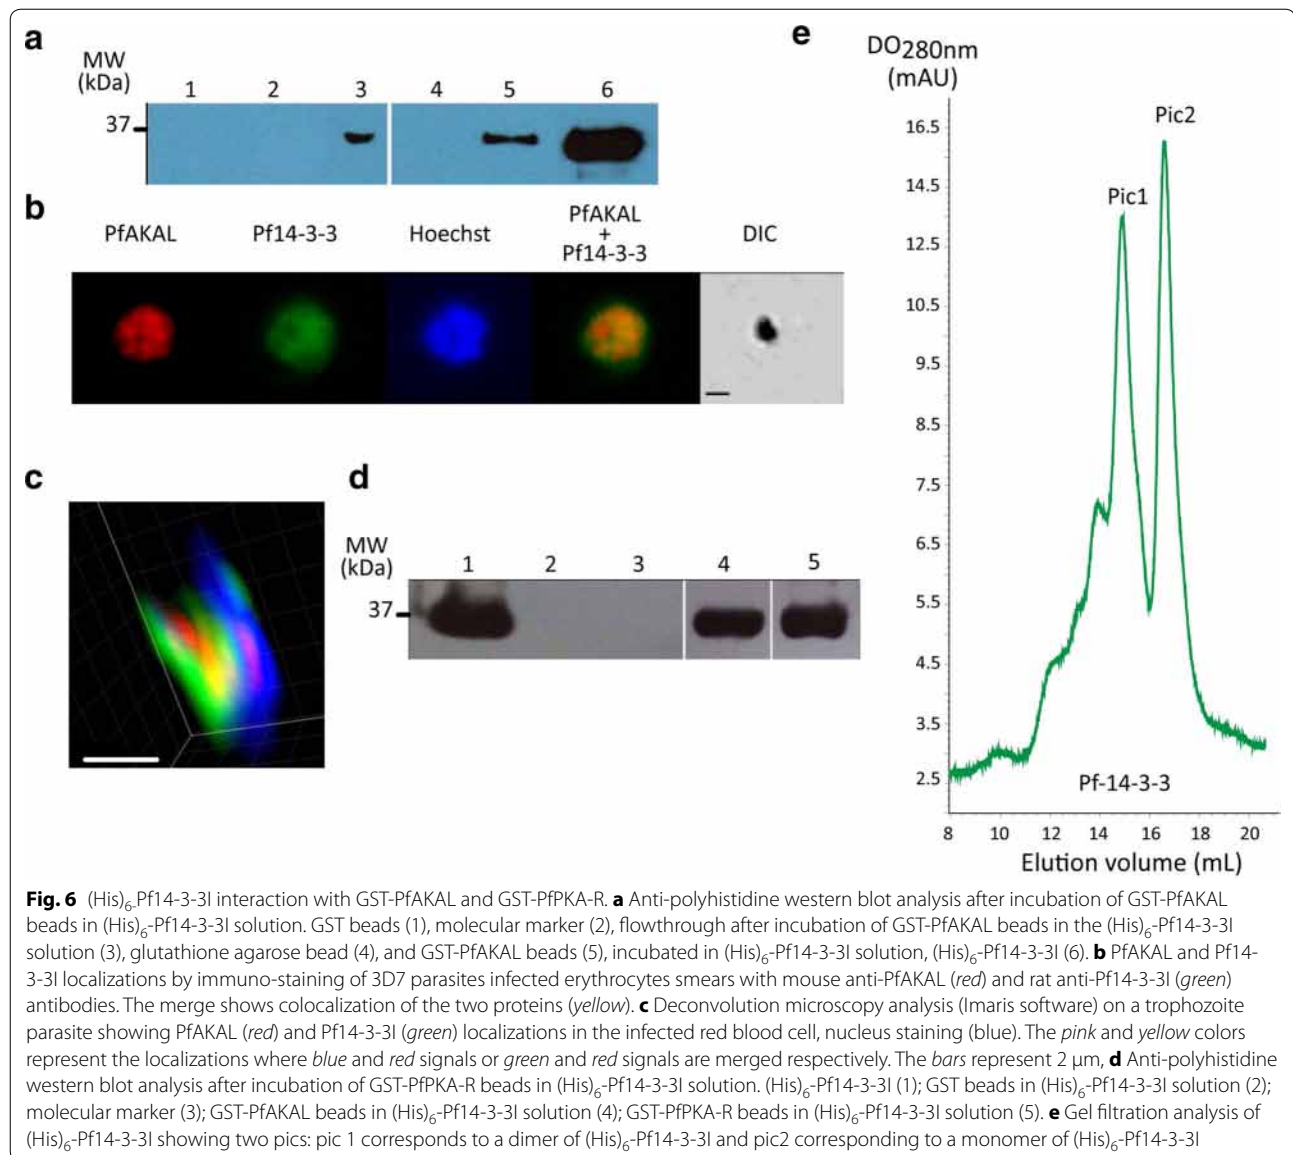 a
MW
(kDa)
1 2 3 4 5 6
37
b
PfAKAL Pf14-3-3 Hoechst PfAKAL + Pf14-3-3 DIC
c
d
MW
(kDa)
1 2 3 4 5
37
e
DO280nm
(mAU)
16.5
14.5
12.5
10.5
9.5
8.5
7.5
6.5
5.5
4.5
3.5
2.5
Pic1
Pic2
Pf-14-3-3
8 10 12 14 16 18 20
Elution volume (mL)
Fig. 6 (His)6-Pf14-3-3I interaction with GST-PfAKAL and GST-PfPKA-R. a Anti-polyhistidine western blot analysis after incubation of GST-PfAKAL
beads in (His)6-Pf14-3-3I solution. GST beads (1), molecular marker (2), flowthrough after incubation of GST-PfAKAL beads in the (His)6-Pf14-3-3I
solution (3), glutathione agarose bead (4), and GST-PfAKAL beads (5), incubated in (His)6-Pf14-3-3I solution, (His)6-Pf14-3-3I (6). b PfAKAL and Pf14-
3-3I localizations by immuno-staining of 3D7 parasites infected erythrocytes smears with mouse anti-PfAKAL (red) and rat anti-Pf14-3-3I (green)
antibodies. The merge shows colocalization of the two proteins (yellow). c Deconvolution microscopy analysis (Imaris software) on a trophozoite
parasite showing PfAKAL (red) and Pf14-3-3I (green) localizations in the infected red blood cell, nucleus staining (blue). The pink and yellow colors
represent the localizations where blue and red signals or green and red signals are merged respectively. The bars represent 2 μm, d Anti-polyhistidine
western blot analysis after incubation of GST-PfPKA-R beads in (His)6-Pf14-3-3I solution. (His)6-Pf14-3-3I (1); GST beads in (His)6-Pf14-3-3I solution (2);
molecular marker (3); GST-PfAKAL beads in (His)6-Pf14-3-3I solution (4); GST-PfPKA-R beads in (His)6-Pf14-3-3I solution (5). e Gel filtration analysis of
(His)6-Pf14-3-3I showing two pics: pic 1 corresponds to a dimer of (His)6-Pf14-3-3I and pic2 corresponding to a monomer of (His)6-Pf14-3-3I